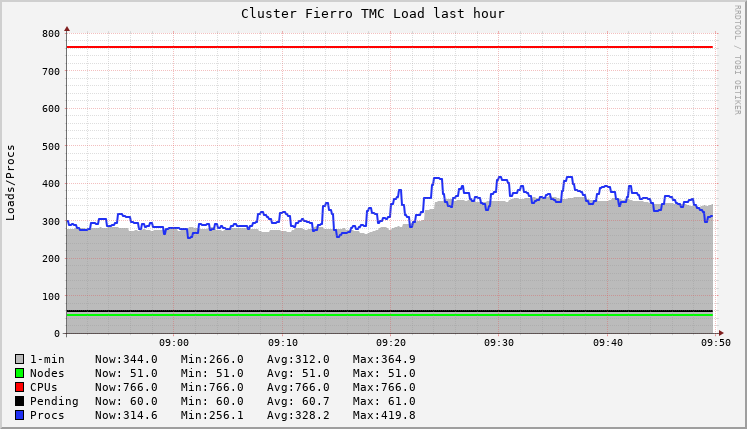 Cluster Fierro TMC Load last hour
RRDTOOL / TOBI OETIKER
Loads/Procs
800
700
600
500
400
300
200
100
0
09:00 09:10 09:20 09:30 09:40 09:50
1-min Now:344.0 Min:266.0 Avg:312.0 Max:364.9
Nodes Now: 51.0 Min: 51.0 Avg: 51.0 Max: 51.0
CPUs Now:766.0 Min:766.0 Avg:766.0 Max:766.0
Pending Now: 60.0 Min: 60.0 Avg: 60.7 Max: 61.0
Procs Now:314.6 Min:256.1 Avg:328.2 Max:419.8